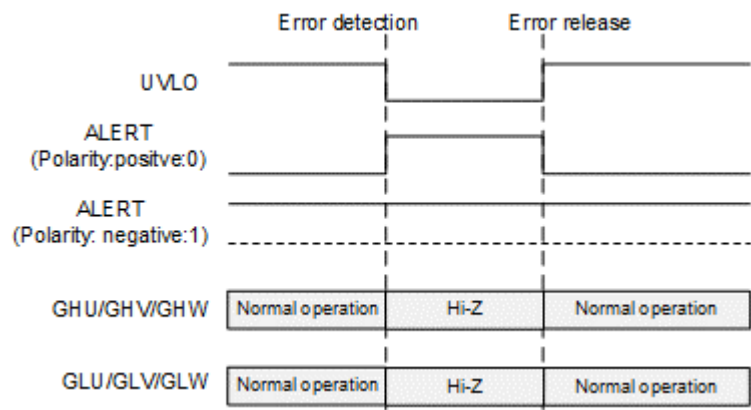 Error detection
Error release
UVLO
ALERT
(Polarity:positve:0)
ALERT
(Polarity: negative:1)
GHU/GHV/GHW
Normal operation
Hi-Z
Normal operation
GLU/GLV/GLW
Normal operation
Hi-Z
Normal operation